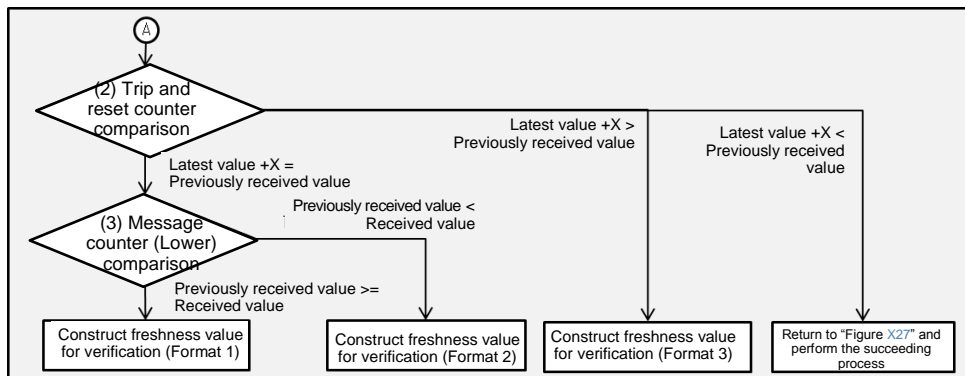 A
(2) Trip and
reset counter
comparison
Latest value +X >
Previously received value
Latest value +X <
Previously received
value
Latest value +X =
Previously received value
Previously received value <
Received value
(3) Message
counter (Lower)
comparison
Previously received value >=
Received value
Construct freshness value
for verification (Format 1)
Construct freshness value
for verification (Format 2)
Construct freshness value
for verification (Format 3)
Return to “Figure X27” and
perform the succeeding
process